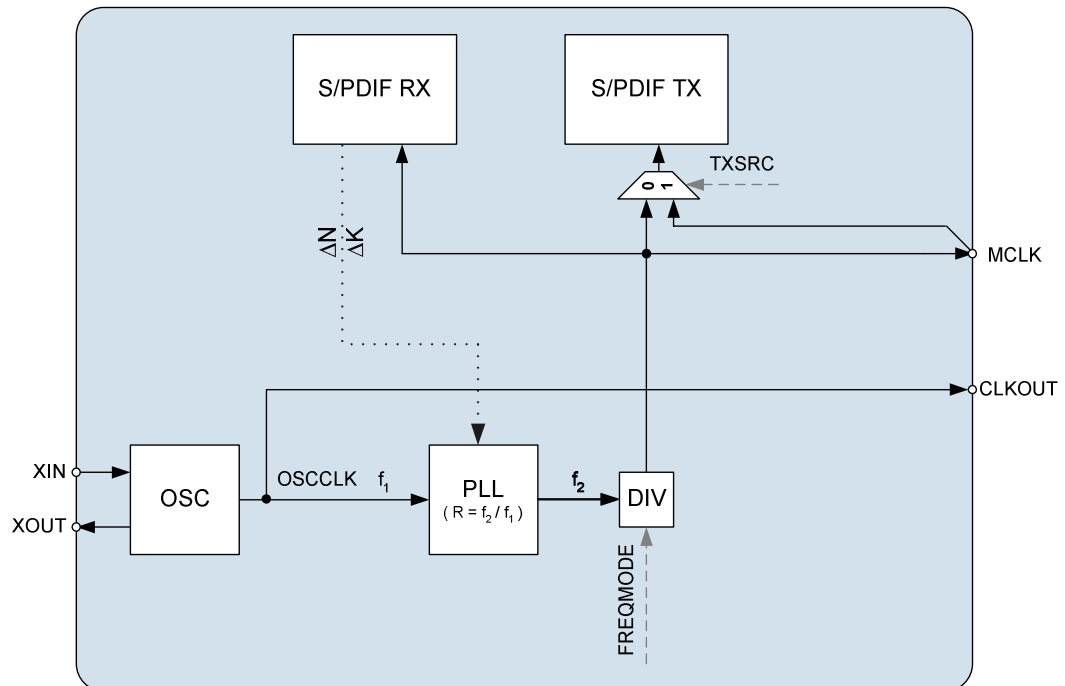 S/PDIF RX
S/PDIF TX
TXSRC
0
1
ΔN
ΔK
MCLK
CLKOUT
XIN
XOUT
OSC
OSCCLK f₁
PLL
( R = f₂ / f₁ )
f₂
DIV
FREQMODE